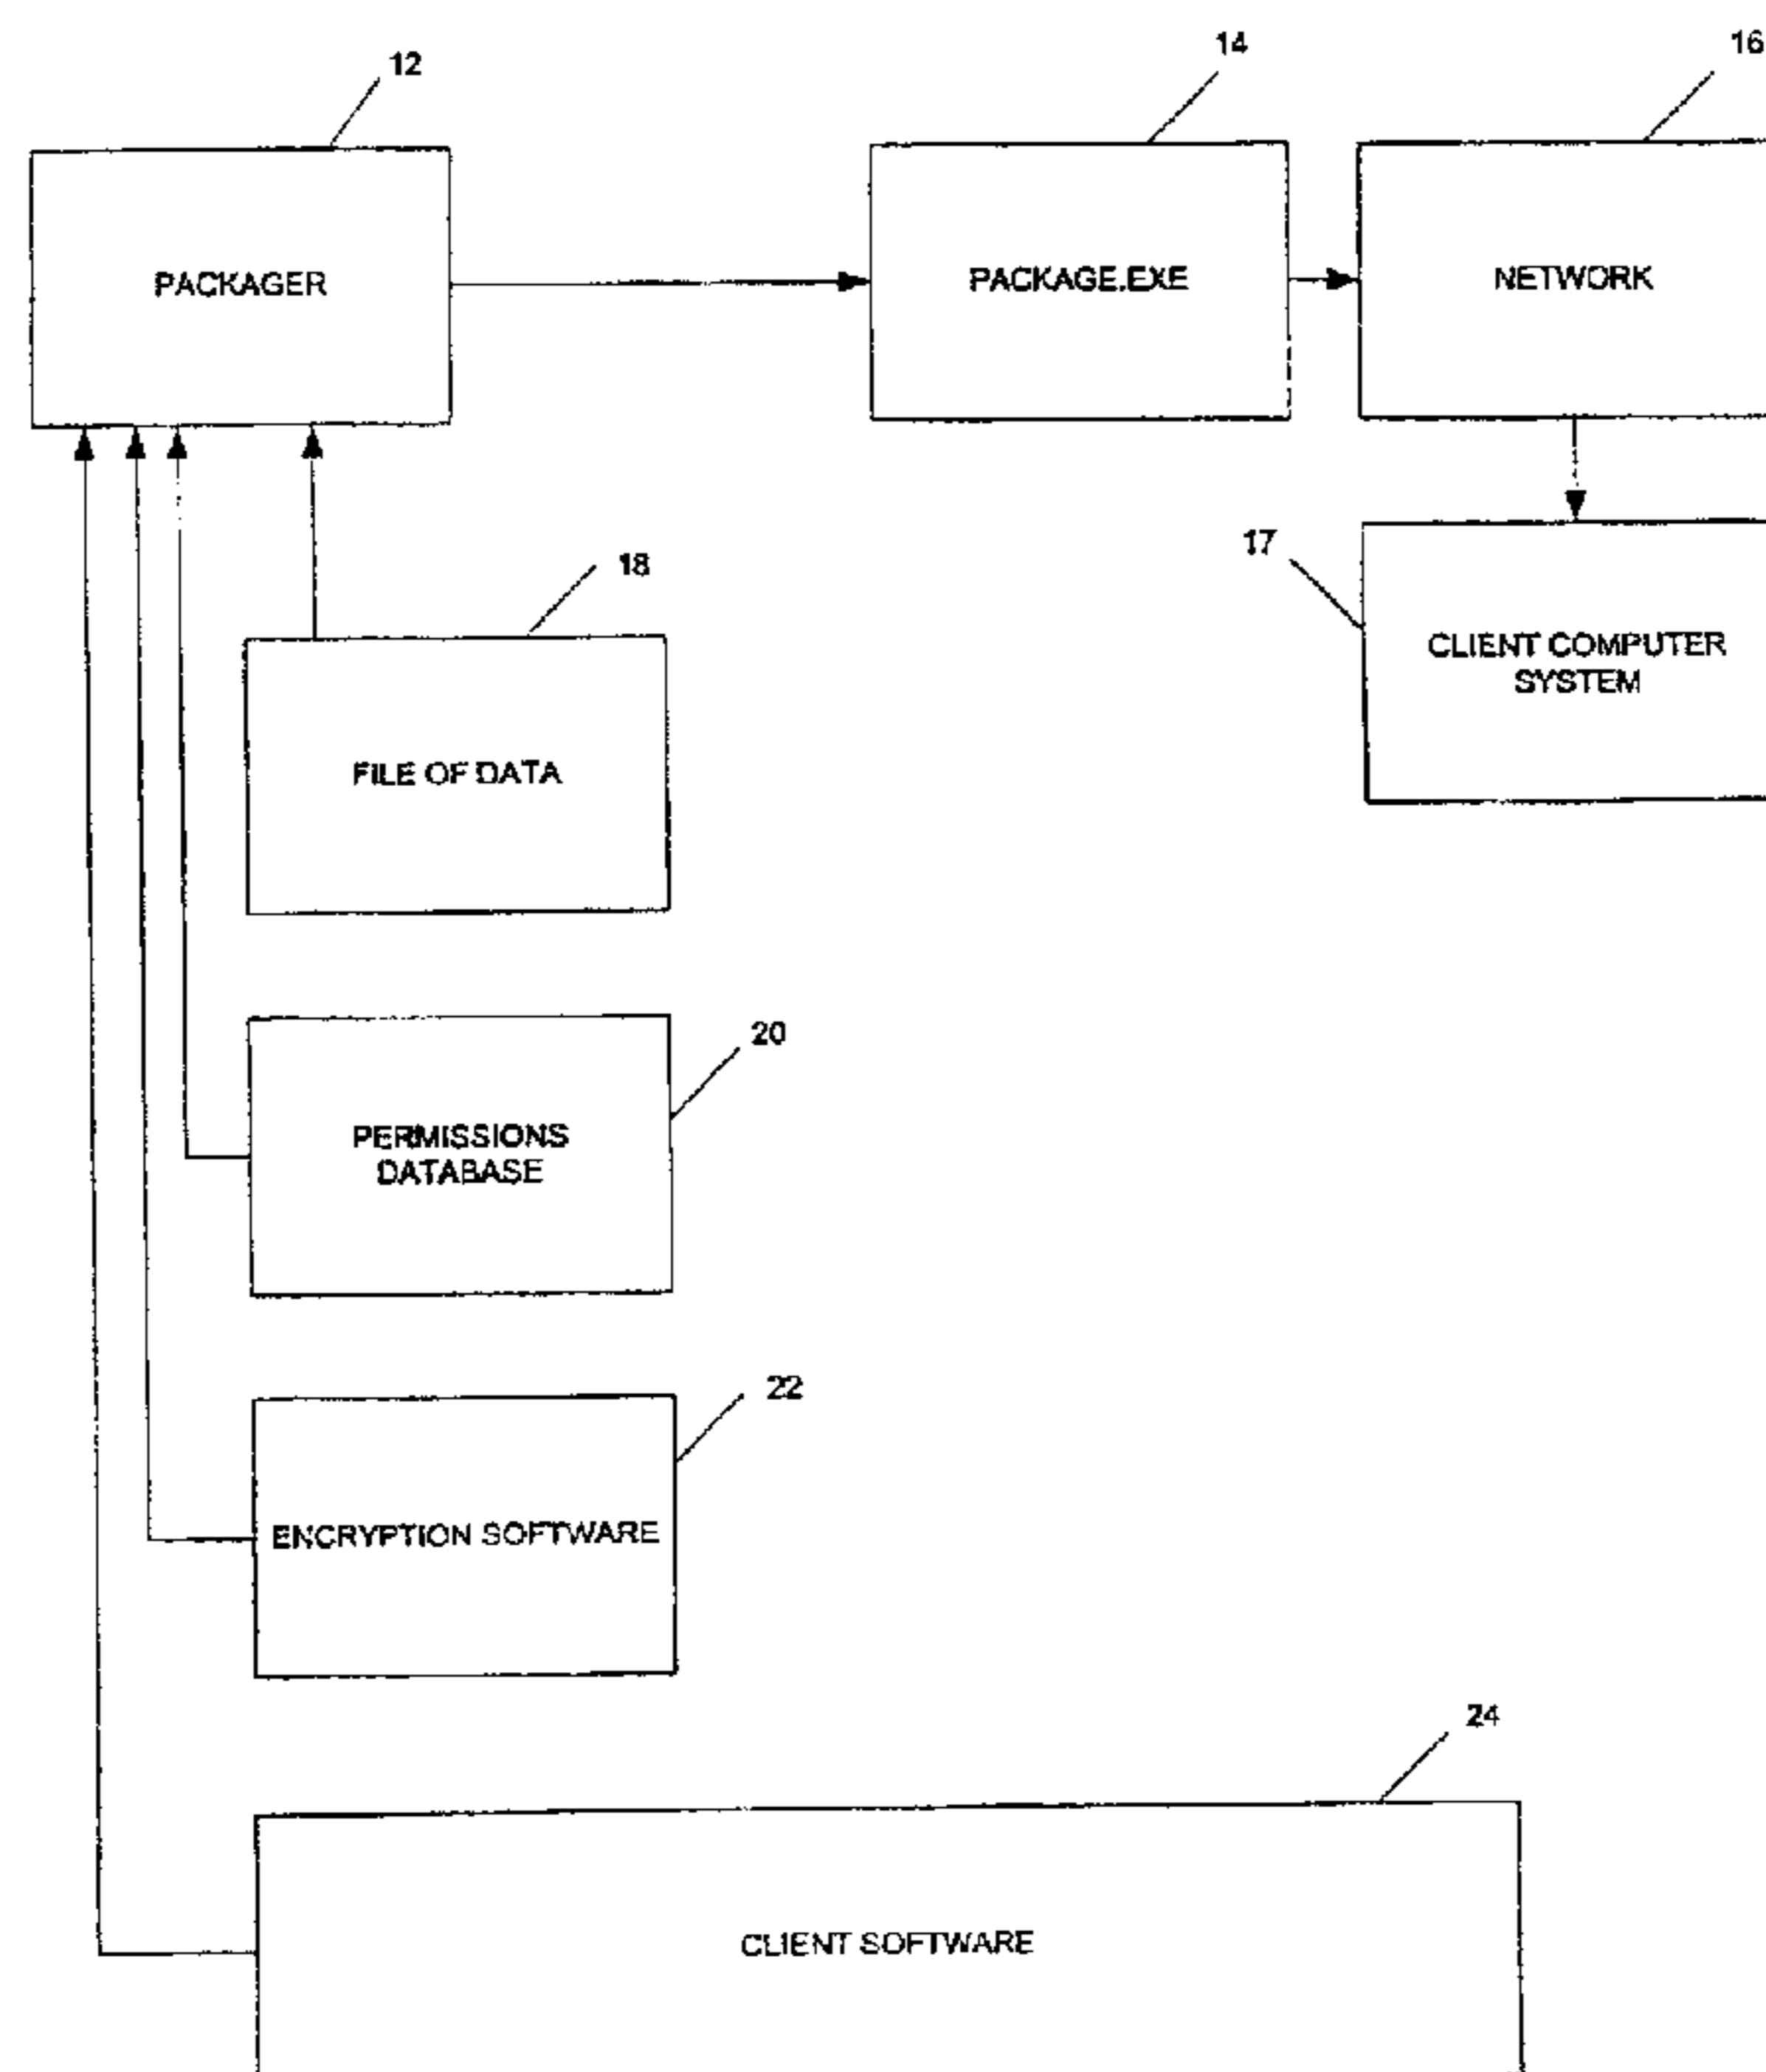 12
14
16
PACKAGER
PACKAGE.EXE
NETWORK
17
18
CLIENT COMPUTER
SYSTEM
FILE OF DATA
20
PERMISSIONS
DATABASE
22
ENCRYPTION SOFTWARE
24
CLIENT SOFTWARE